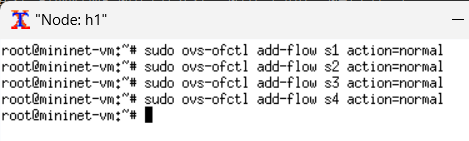 "Node: h1"
root@mininet-vm:~# sudo ovs-ofctl add-flow s1 action=normal
root@mininet-vm:~# sudo ovs-ofctl add-flow s2 action=normal
root@mininet-vm:~# sudo ovs-ofctl add-flow s3 action=normal
root@mininet-vm:~# sudo ovs-ofctl add-flow s4 action=normal
root@mininet-vm:~#